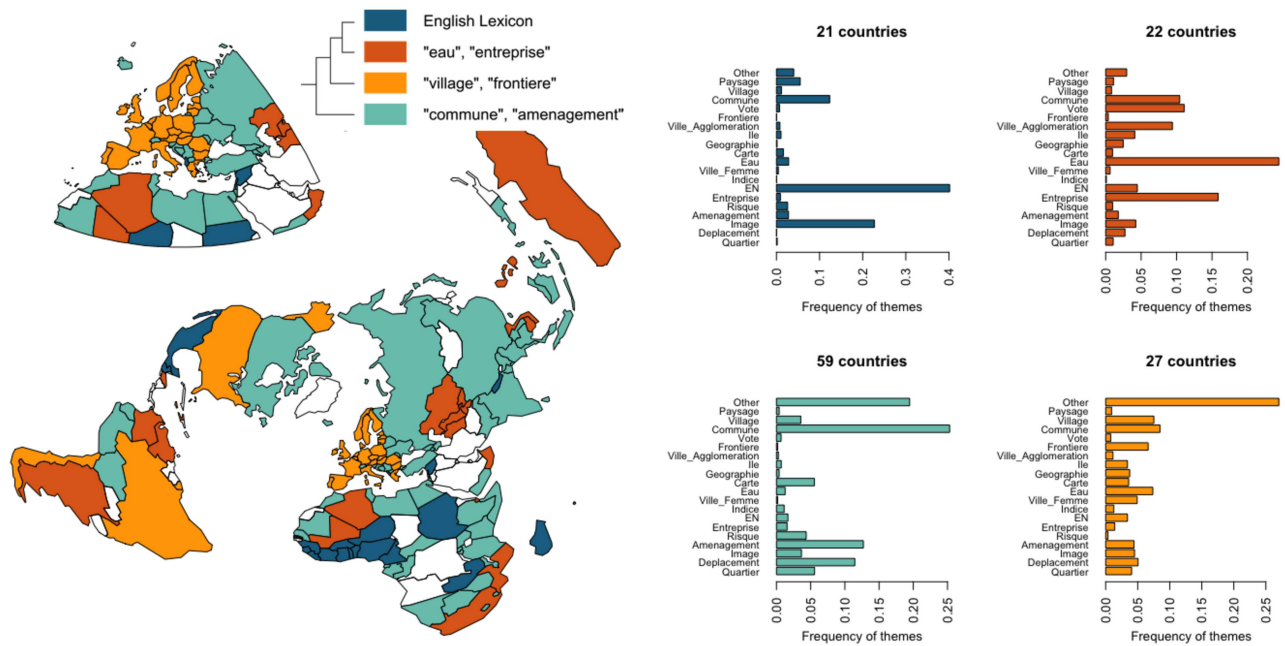 English Lexicon
"eau", "entreprise"
"village", "frontiere"
"commune", "amenagement"
21 countries
Other
Paysage
Village
Commune
Vote
Frontiere
Ville_Agglomeration
Ile
Geographie
Carte
Eau
Ville_Femme
Indice
EN
Entreprise
Risque
Amenagement
Image
Deplacement
Quartier
0.0 0.1 0.2 0.3 0.4
Frequency of themes
22 countries
Other
Paysage
Village
Commune
Vote
Frontiere
Ville_Agglomeration
Ile
Geographie
Carte
Eau
Ville_Femme
Indice
EN
Entreprise
Risque
Amenagement
Image
Deplacement
Quartier
0.00 0.05 0.10 0.15 0.20
Frequency of themes
59 countries
Other
Paysage
Village
Commune
Vote
Frontiere
Ville_Agglomeration
Ile
Geographie
Carte
Eau
Ville_Femme
Indice
EN
Entreprise
Risque
Amenagement
Image
Deplacement
Quartier
0.00 0.05 0.10 0.15 0.20 0.25
Frequency of themes
27 countries
Other
Paysage
Village
Commune
Vote
Frontiere
Ville_Agglomeration
Ile
Geographie
Carte
Eau
Ville_Femme
Indice
EN
Entreprise
Risque
Amenagement
Image
Deplacement
Quartier
0.00 0.05 0.10 0.15 0.20 0.25
Frequency of themes